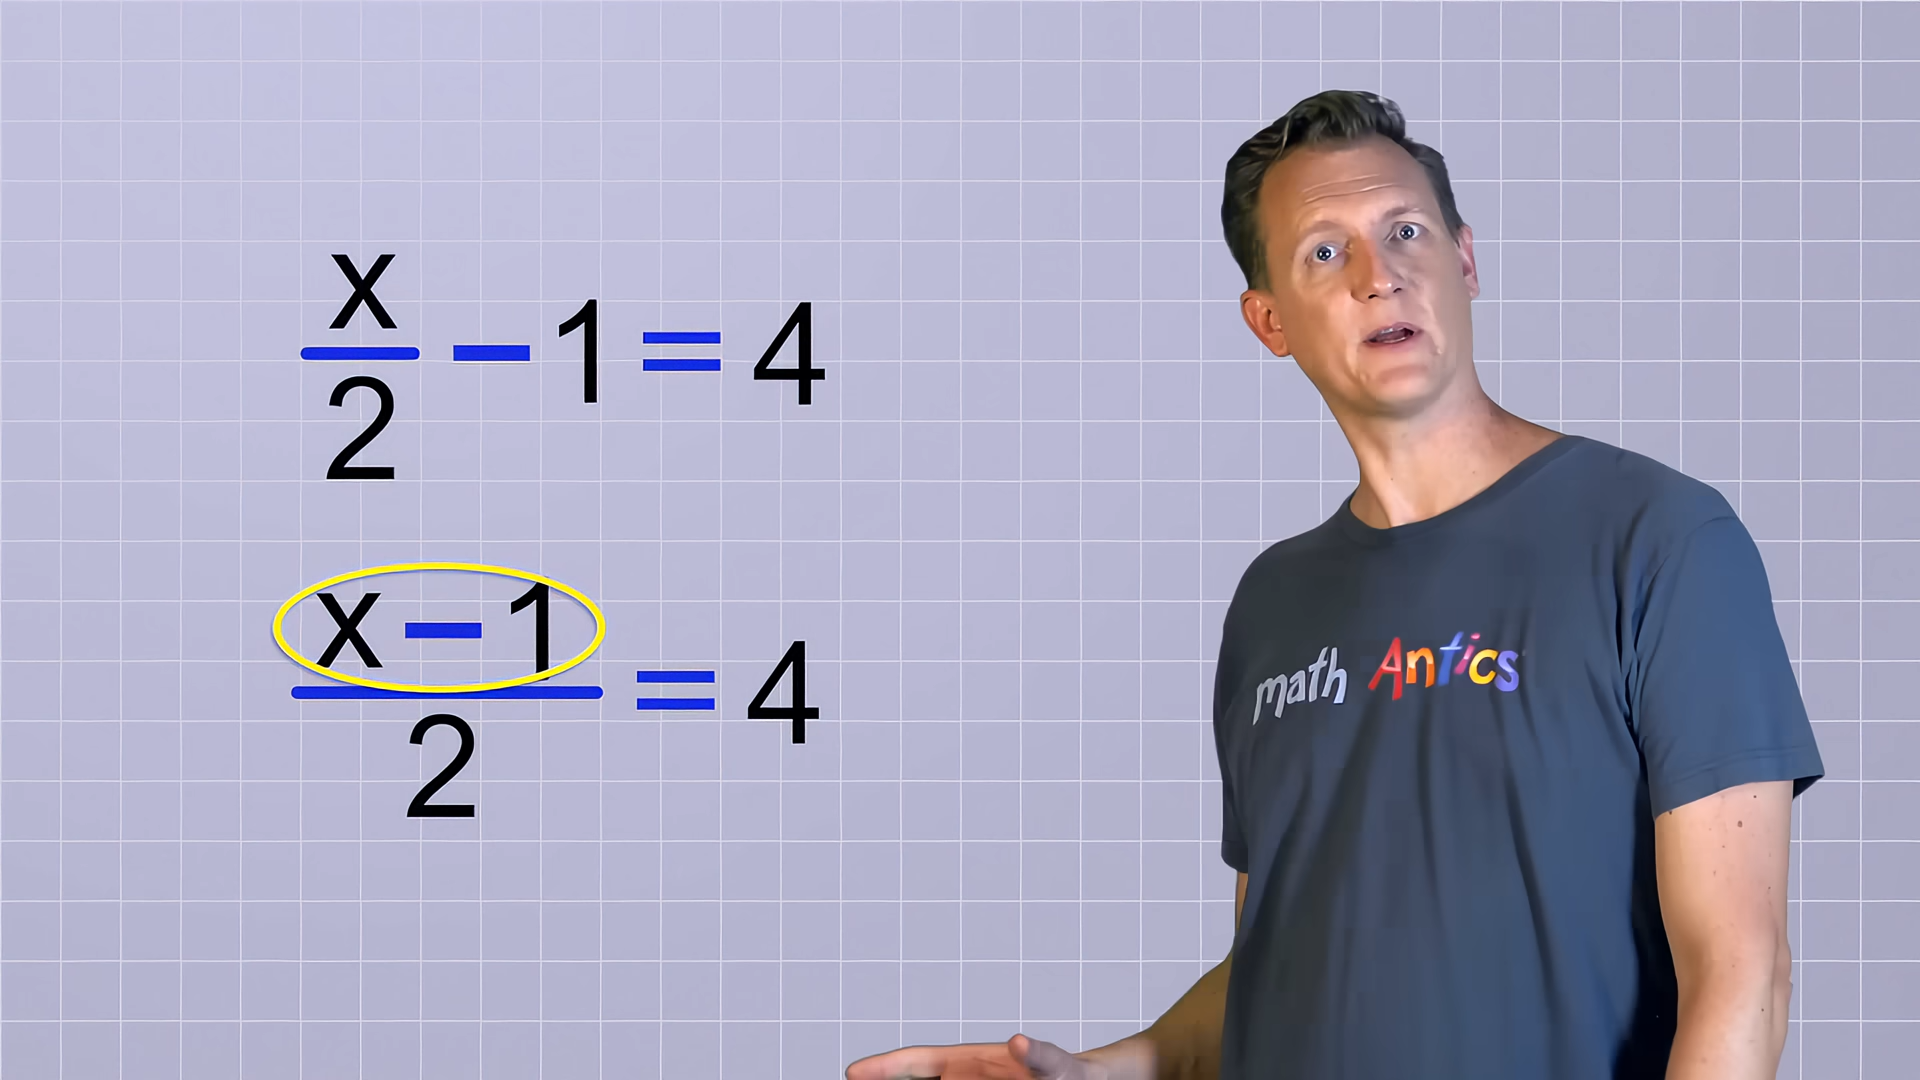 x/2 − 1 = 4
x − 1/2 = 4
math Antics